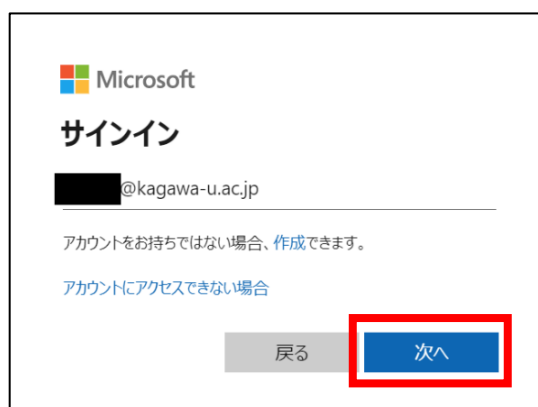 Microsoft
サインイン
@kagawa-u.ac.jp
アカウントをお持ちではない場合、作成できます。
アカウントにアクセスできない場合
戻る 次へ